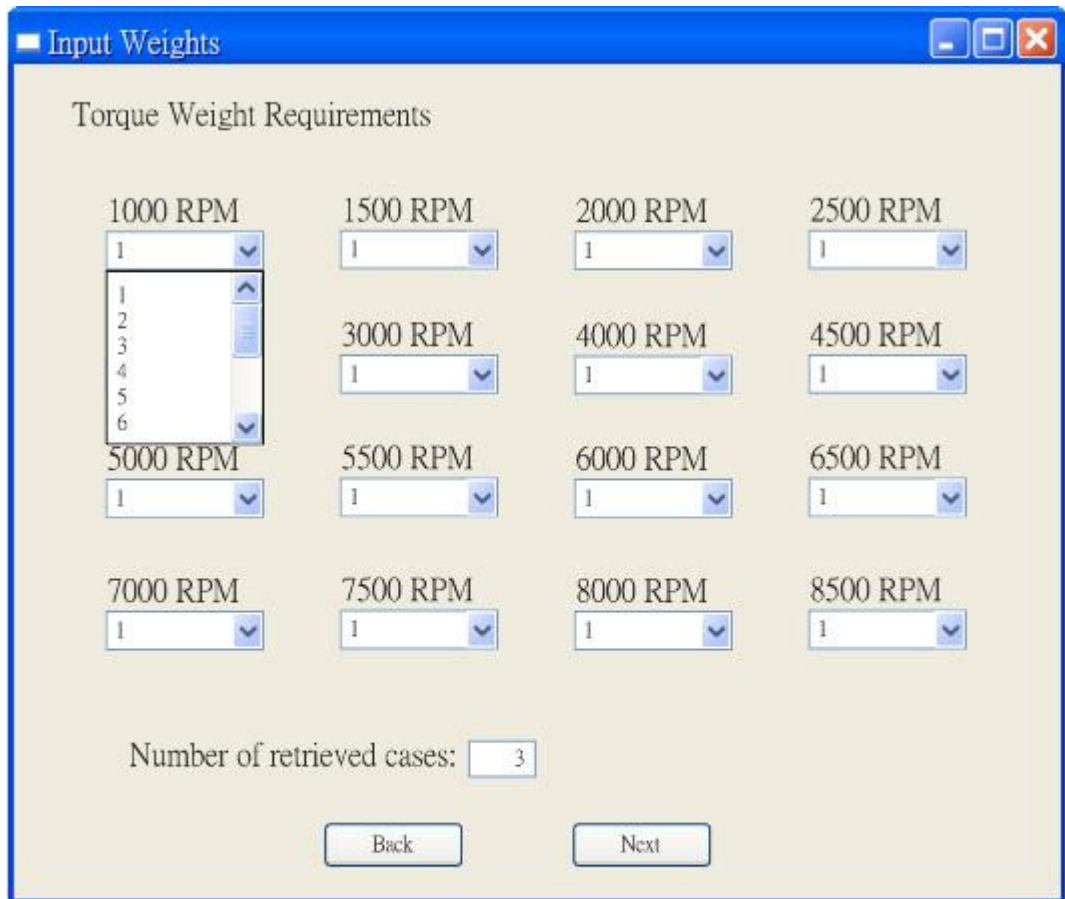 Input Weights
Torque Weight Requirements
1000 RPM 1500 RPM 2000 RPM 2500 RPM
1 1 1 1
1
2
3
4
5
6
3000 RPM 4000 RPM 4500 RPM
1 1 1
5000 RPM 5500 RPM 6000 RPM 6500 RPM
1 1 1 1
7000 RPM 7500 RPM 8000 RPM 8500 RPM
1 1 1 1
Number of retrieved cases: 3
Back Next